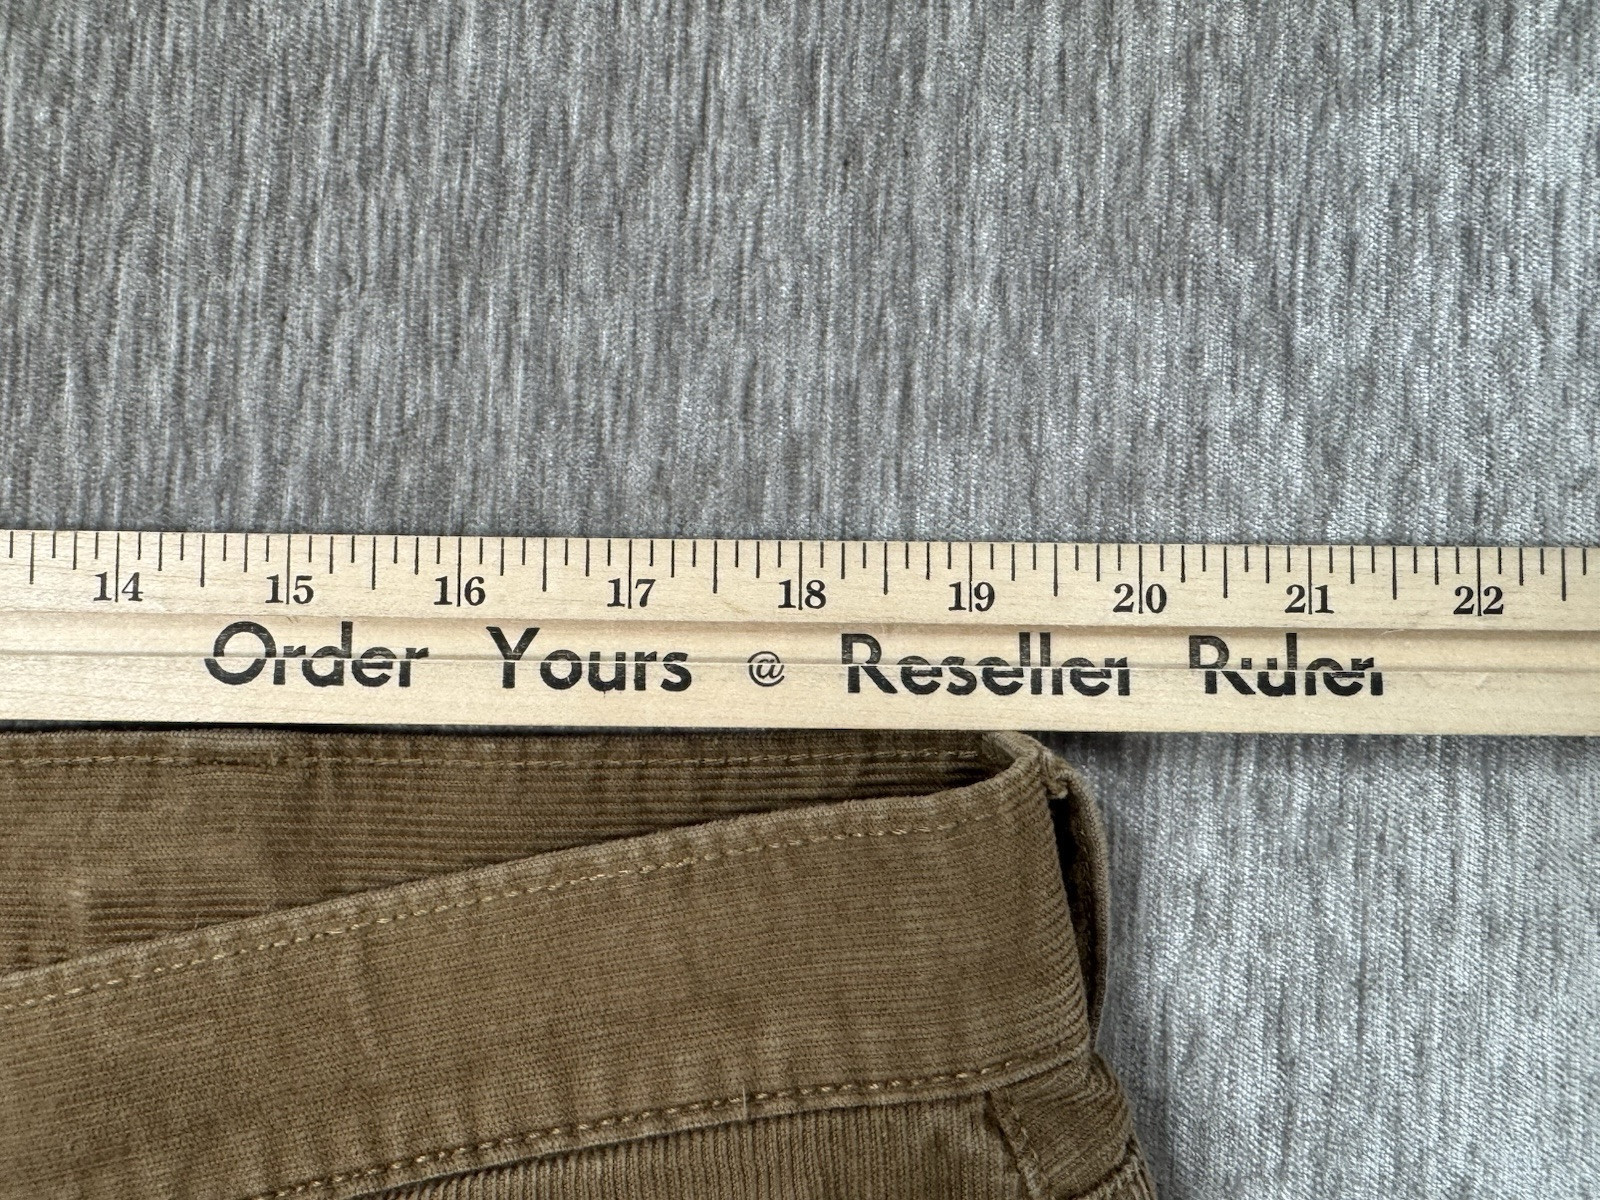 14 15 16 17 18 19 20 21 22
Order Yours @ Reseller Ruler